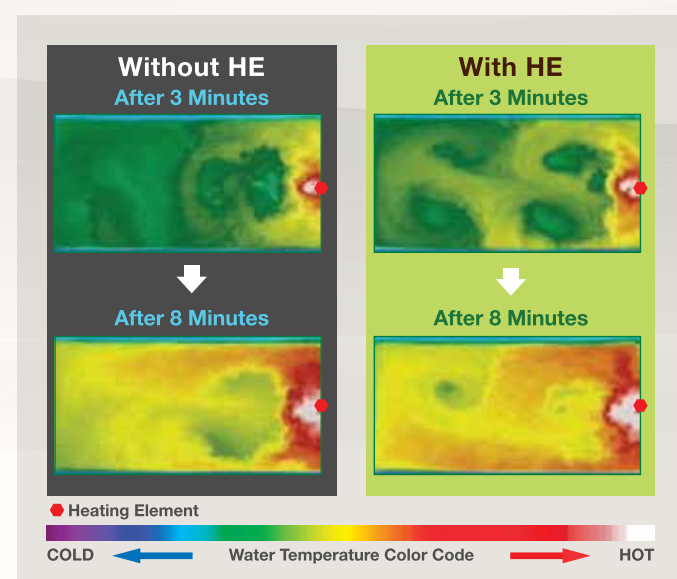 Without HE
After 3 Minutes
After 8 Minutes
With HE
After 3 Minutes
After 8 Minutes
Heating Element
COLD
Water Temperature Color Code
HOT